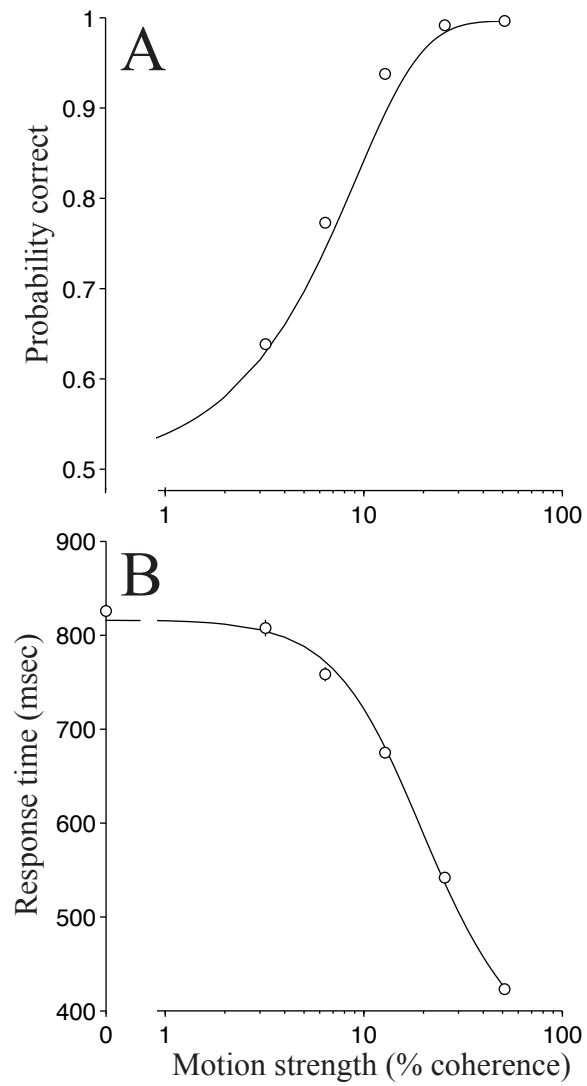 A
Probability correct
1
0.9
0.8
0.7
0.6
0.5
1 10 100
B
Response time (msec)
900
800
700
600
500
400
0 1 10 100
Motion strength (% coherence)